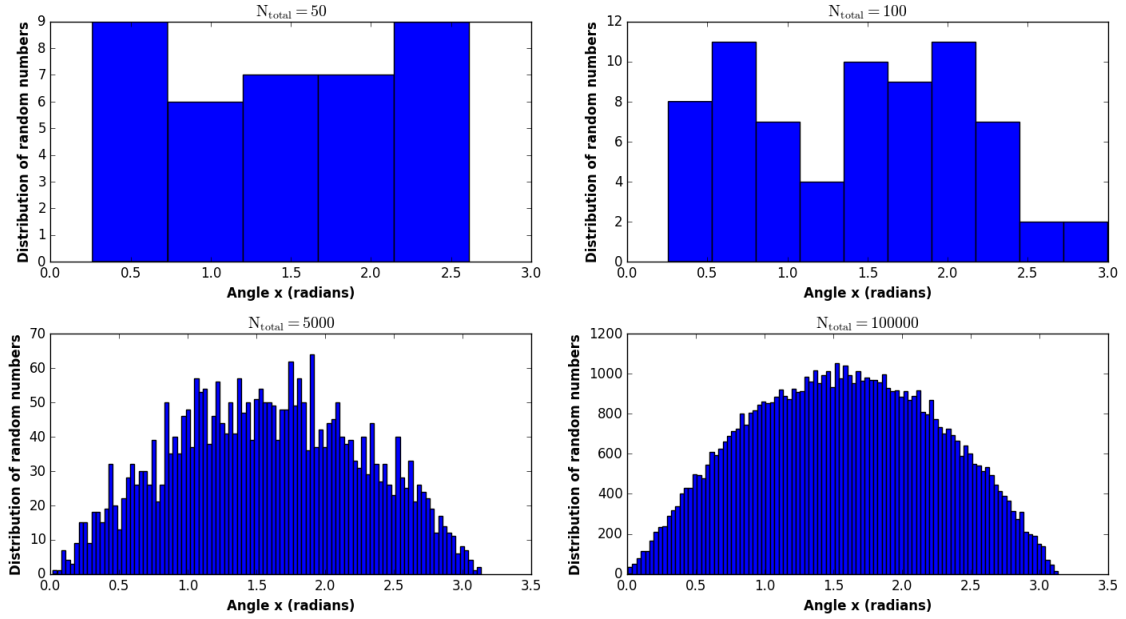 N_total = 50
Distribution of random numbers
9
8
7
6
5
4
3
2
1
0
0.0 0.5 1.0 1.5 2.0 2.5 3.0
Angle x (radians)
N_total = 100
Distribution of random numbers
12
10
8
6
4
2
0
0.0 0.5 1.0 1.5 2.0 2.5 3.0
Angle x (radians)
N_total = 5000
Distribution of random numbers
70
60
50
40
30
20
10
0
0.0 0.5 1.0 1.5 2.0 2.5 3.0 3.5
Angle x (radians)
N_total = 100000
Distribution of random numbers
1200
1000
800
600
400
200
0
0.0 0.5 1.0 1.5 2.0 2.5 3.0 3.5
Angle x (radians)